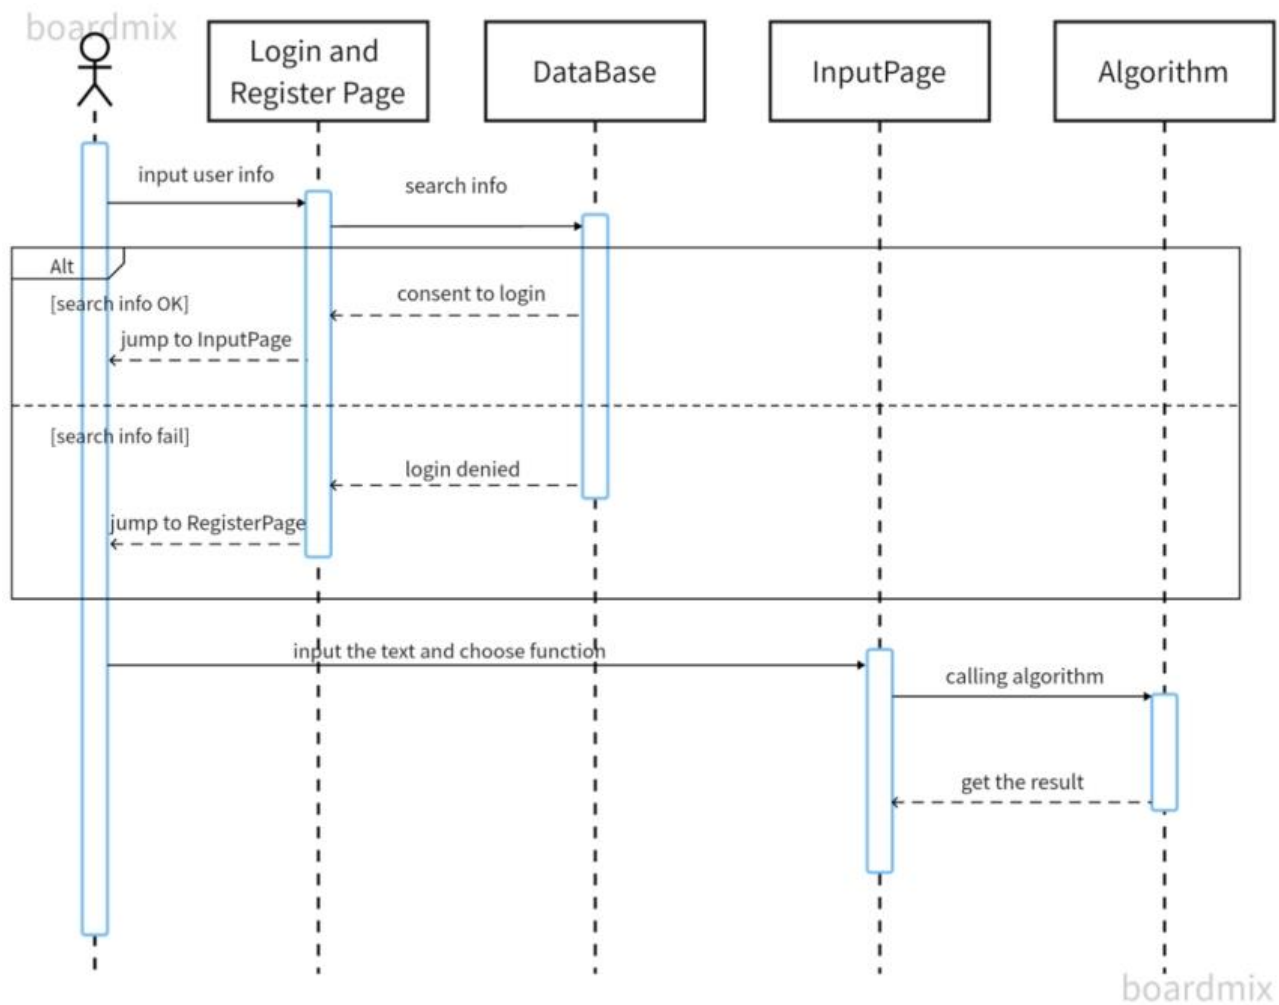 boardmix
Login and
Register Page
DataBase
InputPage
Algorithm
input user info
search info
Alt
[search info OK]
consent to login
jump to InputPage
[search info fail]
login denied
jump to RegisterPage
input the text and choose function
calling algorithm
get the result
boardmix